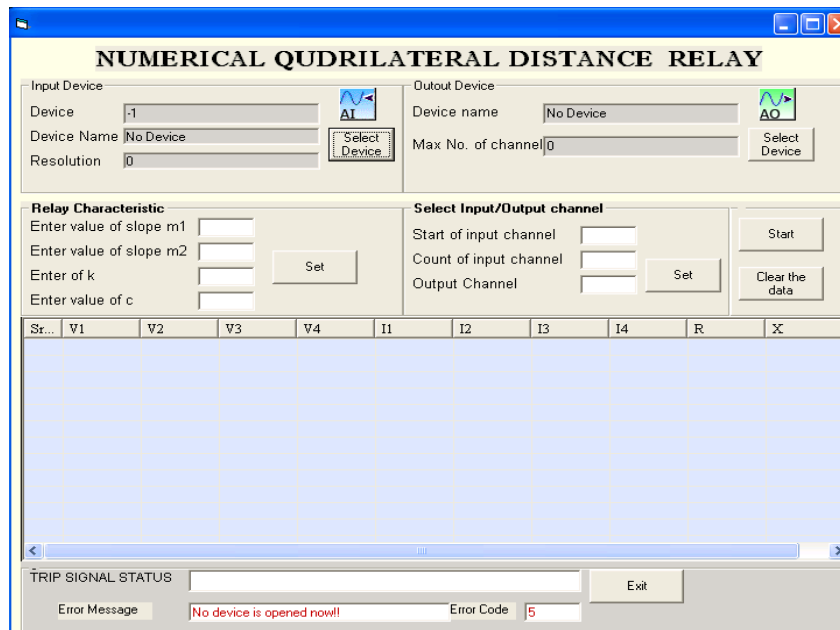 NUMERICAL QUDRILATERAL DISTANCE RELAY
Input Device
Device -1
AI
Device Name No Device
Select Device
Resolution 0
Outout Device
Device name No Device
AO
Max No. of channel 0
Select Device
Relay Characteristic
Enter value of slope m1
Enter value of slope m2
Enter of k
Enter value of c
Set
Select Input/Output channel
Start of input channel
Count of input channel
Output Channel
Set
Start
Clear the data
Sr... V1 V2 V3 V4 I1 I2 I3 I4 R X
TRIP SIGNAL STATUS
Exit
Error Message No device is opened now!! Error Code 5